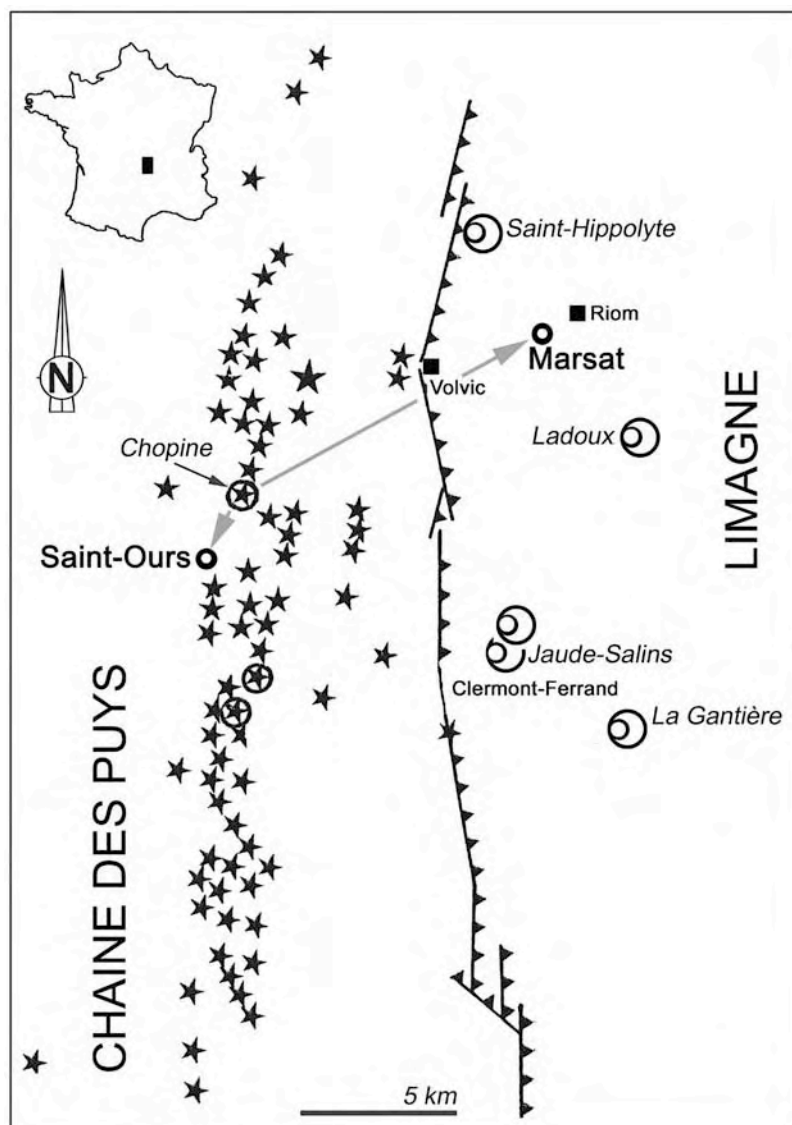 Saint-Hippolyte
N
Riom
Marsat
Volvic
LIMAGNE
Ladoux
Chopine
Saint-Ours
Jaude-Salins
Clermont-Ferrand
La Gantière
CHAINE DES PUYS
5 km